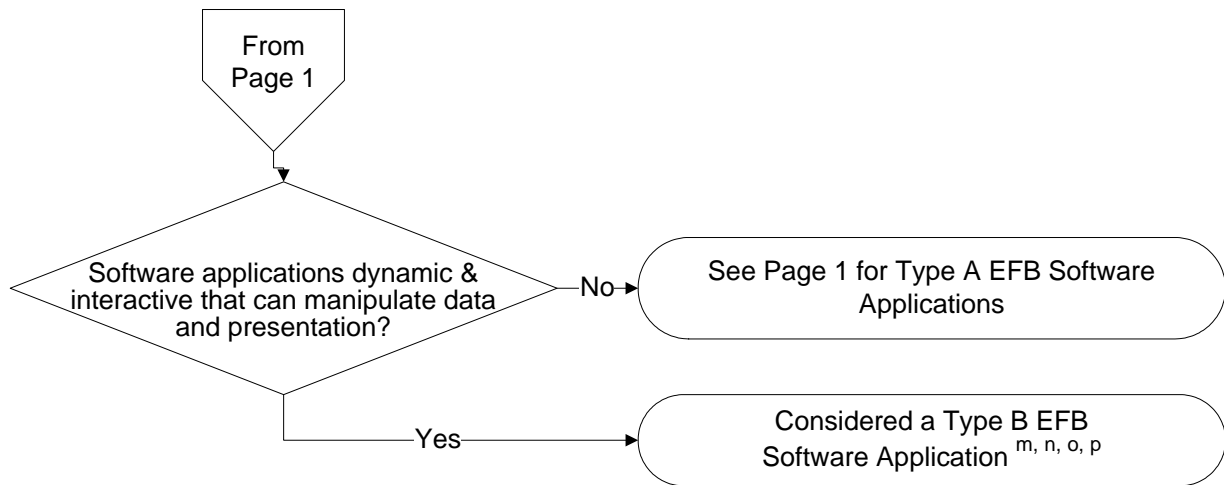 From
Page 1
Software applications dynamic &
interactive that can manipulate data
and presentation?
No
See Page 1 for Type A EFB Software
Applications
Yes
Considered a Type B EFB
Software Application m, n, o, p